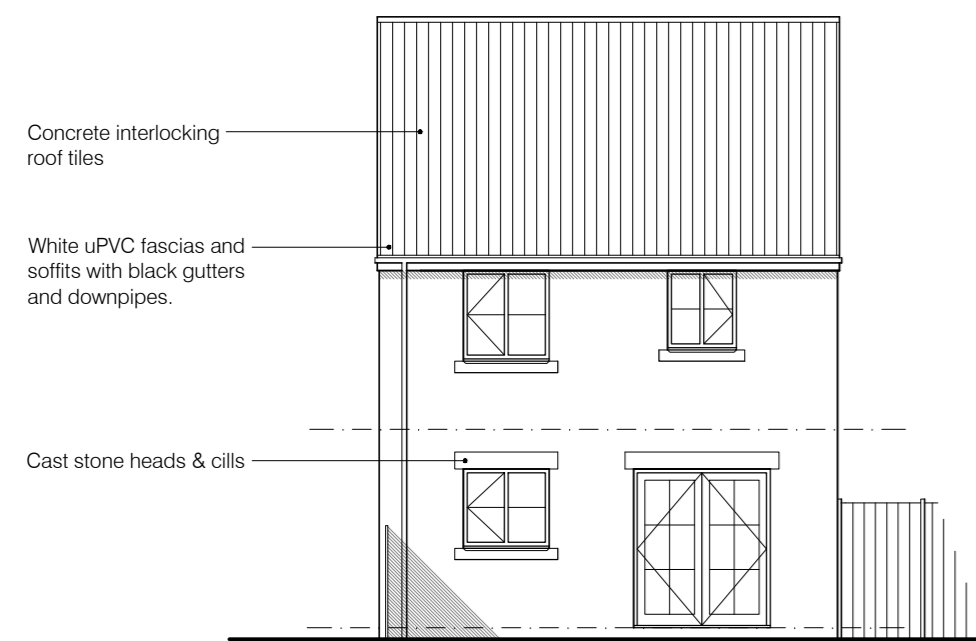 Concrete interlocking
roof tiles
White uPVC fascias and
soffits with black gutters
and downpipes.
Cast stone heads & cills